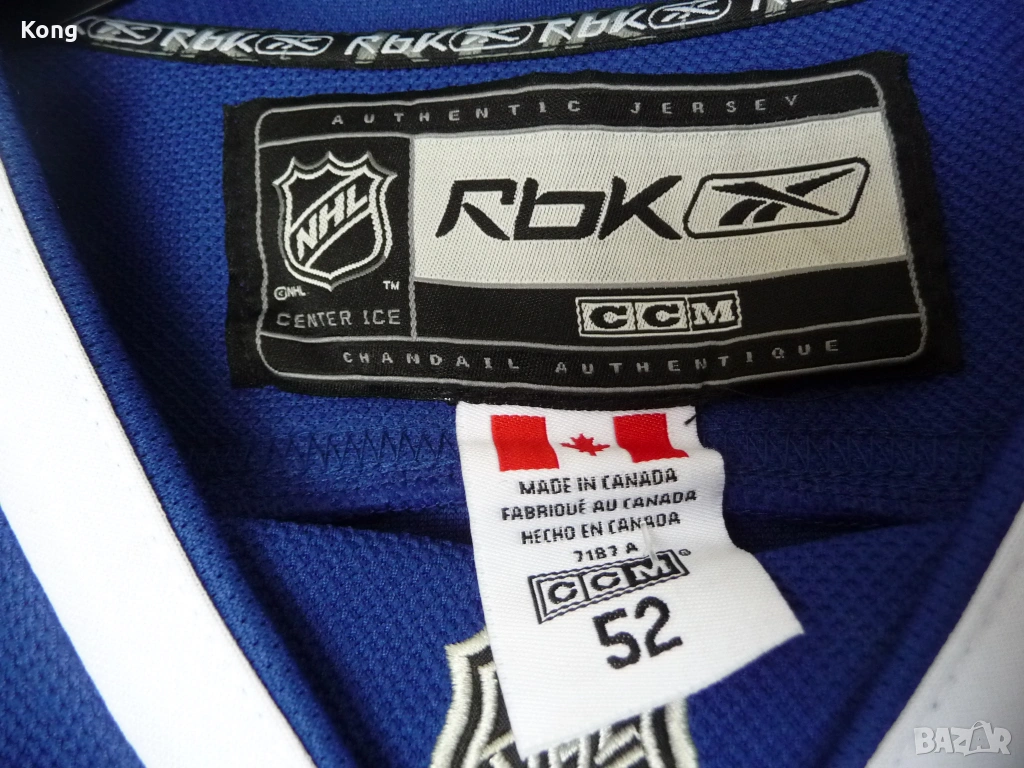 Kong
RbK RbK RbK RbK
AUTHENTIC JERSEY
NHL
RbK
©NHL ™
CENTER ICE
CCM
CHANDAIL AUTHENTIQUE
MADE IN CANADA
FABRIQUÉ AU CANADA
HECHO EN CANADA
7187 A
CCM®
52
BAZAR